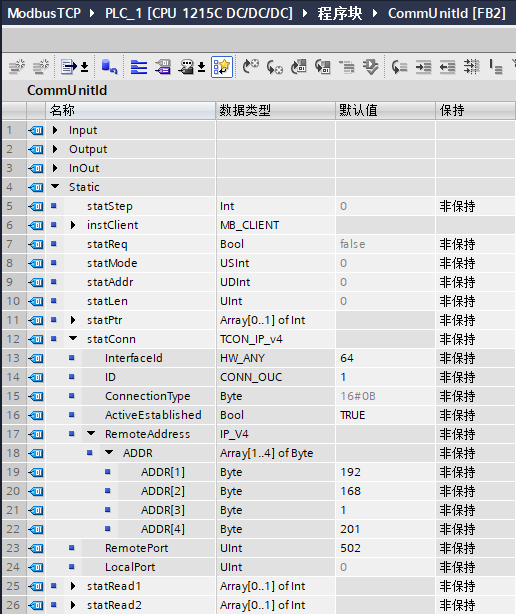 ModbusTCP ▸ PLC_1 [CPU 1215C DC/DC/DC] ▸ 程序块 ▸ CommUnitId [FB2]
CommUnitId
名称 数据类型 默认值 保持
1 Input
2 Output
3 InOut
4 Static
5 statStep Int 0 非保持
6 instClient MB_CLIENT
7 statReq Bool false 非保持
8 statMode USInt 0 非保持
9 statAddr UDInt 0 非保持
10 statLen UInt 0 非保持
11 statPtr Array[0..1] of Int 非保持
12 statConn TCON_IP_v4 非保持
13 InterfaceId HW_ANY 64 非保持
14 ID CONN_OUC 1 非保持
15 ConnectionType Byte 16#0B 非保持
16 ActiveEstablished Bool TRUE 非保持
17 RemoteAddress IP_V4 非保持
18 ADDR Array[1..4] of Byte 非保持
19 ADDR[1] Byte 192 非保持
20 ADDR[2] Byte 168 非保持
21 ADDR[3] Byte 1 非保持
22 ADDR[4] Byte 201 非保持
23 RemotePort UInt 502 非保持
24 LocalPort UInt 0 非保持
25 statRead1 Array[0..1] of Int 非保持
26 statRead2 Array[0..1] of Int 非保持